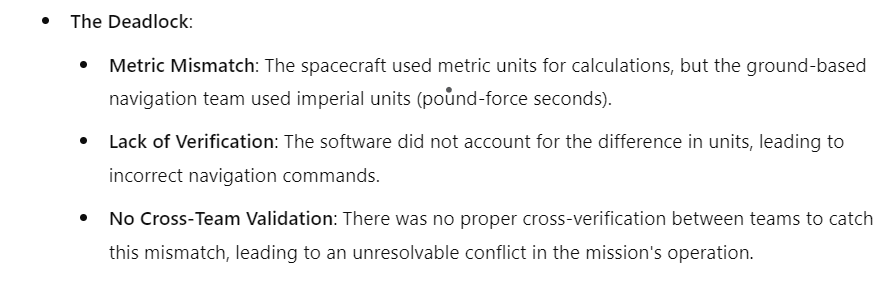 • The Deadlock:
• Metric Mismatch: The spacecraft used metric units for calculations, but the ground-based
navigation team used imperial units (pound-force seconds).
• Lack of Verification: The software did not account for the difference in units, leading to
incorrect navigation commands.
• No Cross-Team Validation: There was no proper cross-verification between teams to catch
this mismatch, leading to an unresolvable conflict in the mission's operation.